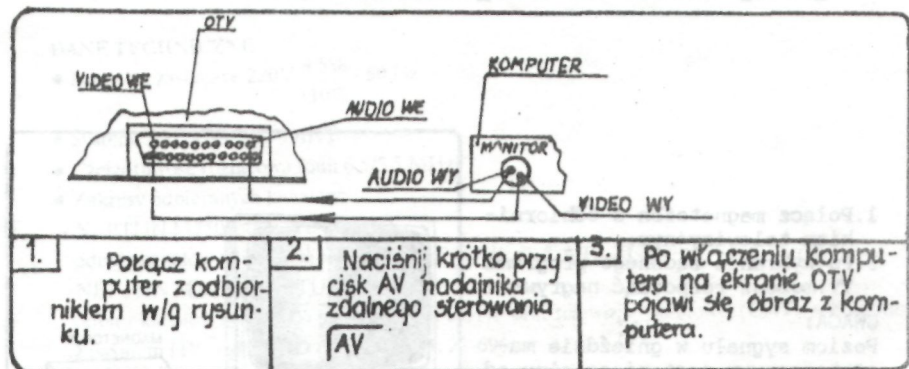 OTV
VIDEO WE
AUDIO WE
KOMPUTER
MONITOR
AUDIO WY
VIDEO WY
1.
Połącz kom-
puter z odbior-
nikiem w/g rysun-
ku.
2.
Naciśnij krótko przy-
cisk AV nadajnika
zdalnego sterowania
AV
3.
Po włączeniu kompu-
tera na ekranie OTV
pojawi się obraz z kom-
putera.